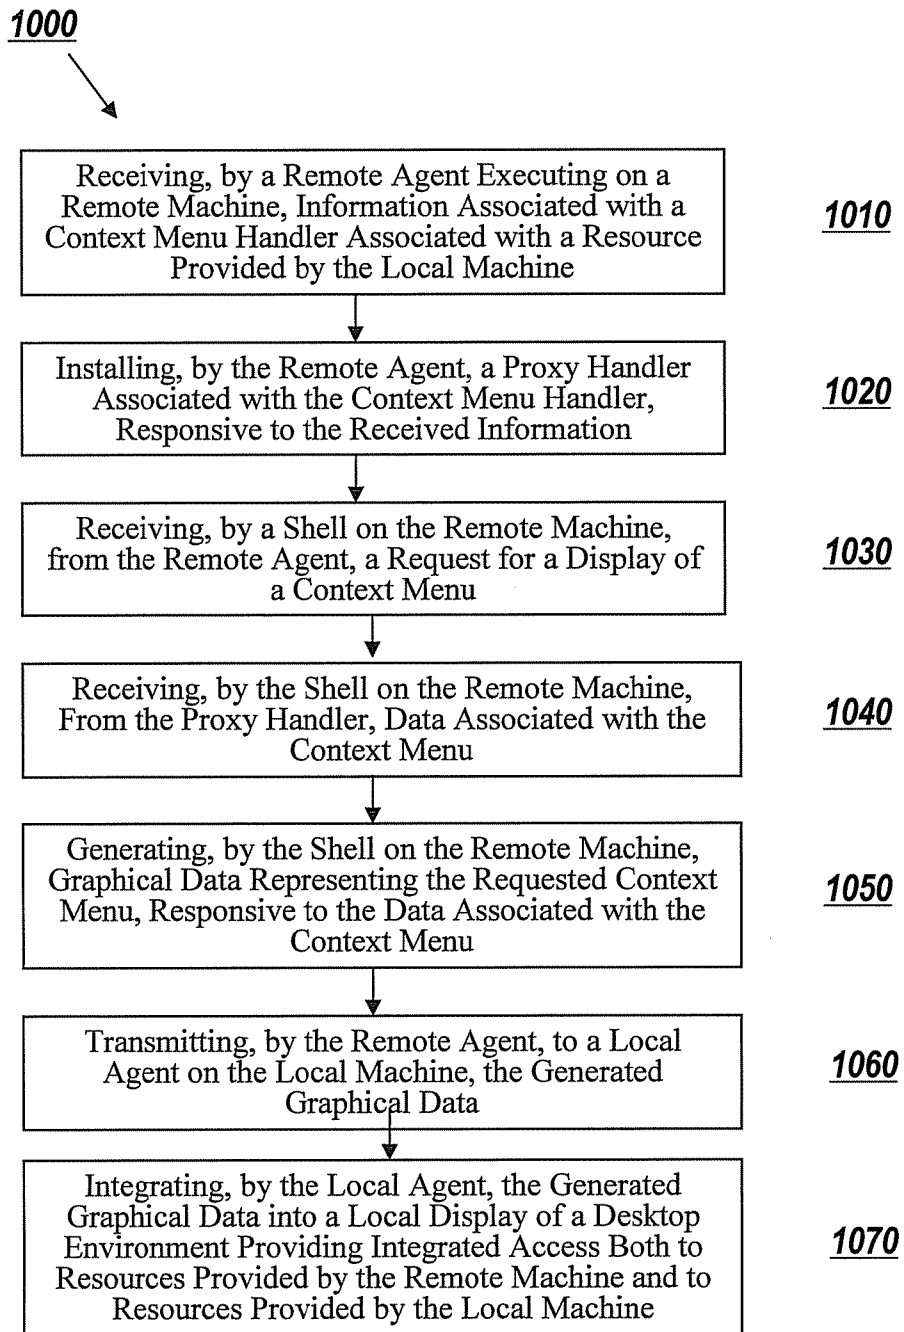 1000
Receiving, by a Remote Agent Executing on a
Remote Machine, Information Associated with a
Context Menu Handler Associated with a Resource
Provided by the Local Machine
1010
Installing, by the Remote Agent, a Proxy Handler
Associated with the Context Menu Handler,
Responsive to the Received Information
1020
Receiving, by a Shell on the Remote Machine,
from the Remote Agent, a Request for a Display of
a Context Menu
1030
Receiving, by the Shell on the Remote Machine,
From the Proxy Handler, Data Associated with the
Context Menu
1040
Generating, by the Shell on the Remote Machine,
Graphical Data Representing the Requested Context
Menu, Responsive to the Data Associated with the
Context Menu
1050
Transmitting, by the Remote Agent, to a Local
Agent on the Local Machine, the Generated
Graphical Data
1060
Integrating, by the Local Agent, the Generated
Graphical Data into a Local Display of a Desktop
Environment Providing Integrated Access Both to
Resources Provided by the Remote Machine and to
Resources Provided by the Local Machine
1070